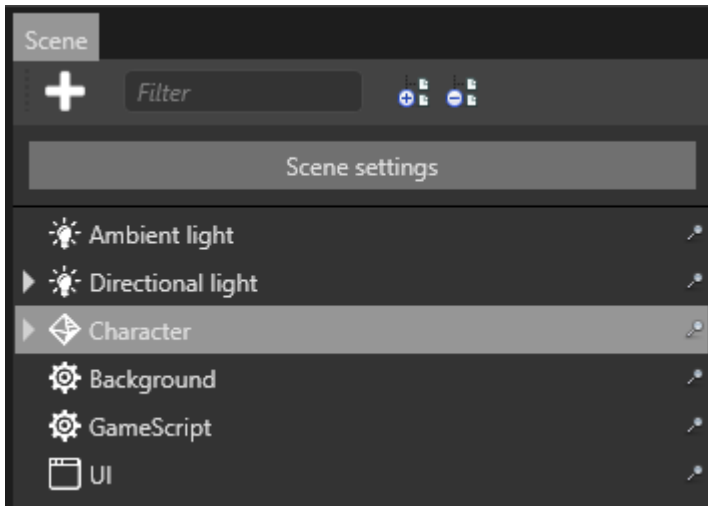 Scene
Filter
Scene settings
Ambient light
Directional light
Character
Background
GameScript
UI